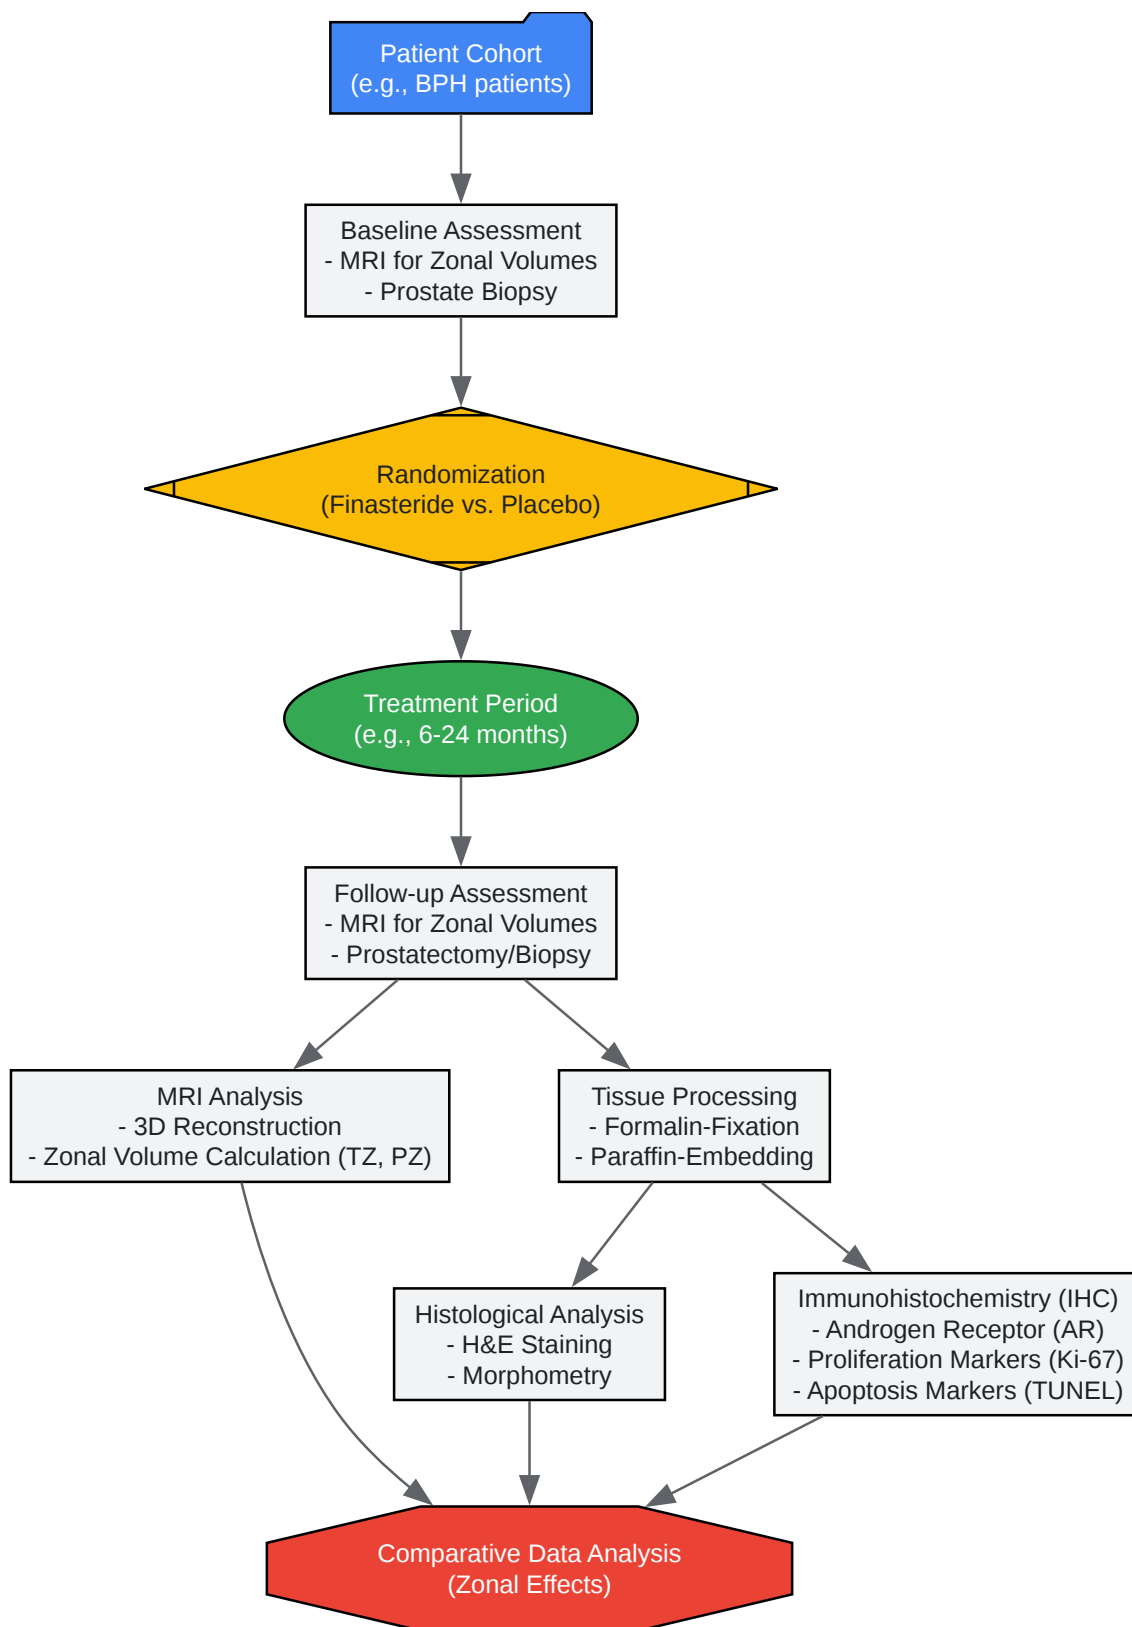 Patient Cohort
(e.g., BPH patients)
Baseline Assessment
- MRI for Zonal Volumes
- Prostate Biopsy
Randomization
(Finasteride vs. Placebo)
Treatment Period
(e.g., 6-24 months)
Follow-up Assessment
- MRI for Zonal Volumes
- Prostatectomy/Biopsy
MRI Analysis
- 3D Reconstruction
- Zonal Volume Calculation (TZ, PZ)
Tissue Processing
- Formalin-Fixation
- Paraffin-Embedding
Histological Analysis
- H&E Staining
- Morphometry
Immunohistochemistry (IHC)
- Androgen Receptor (AR)
- Proliferation Markers (Ki-67)
- Apoptosis Markers (TUNEL)
Comparative Data Analysis
(Zonal Effects)